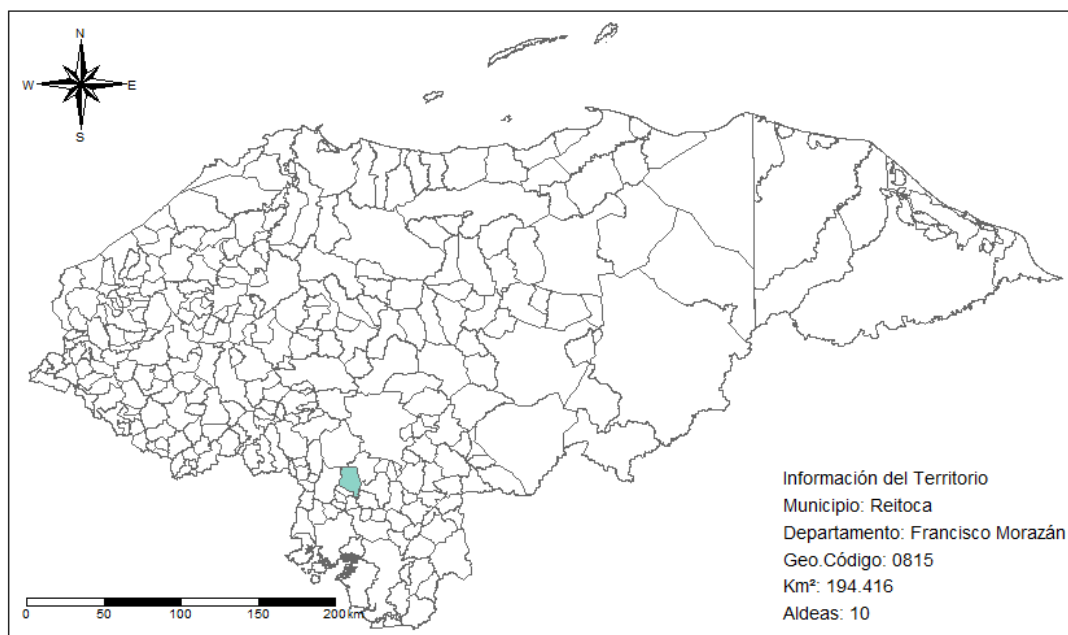 N
W E
S
Información del Territorio
Municipio: Reitoca
Departamento: Francisco Morazán
Geo.Código: 0815
Km²: 194.416
Aldeas: 10
0 50 100 150 200 km